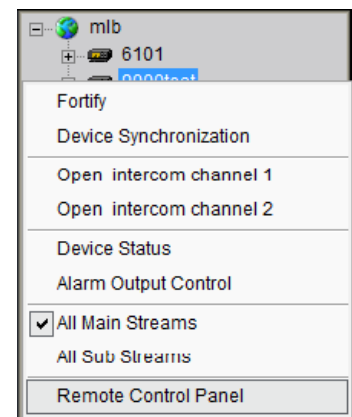 mlb
6101
9000test
Fortify
Device Synchronization
Open intercom channel 1
Open intercom channel 2
Device Status
Alarm Output Control
All Main Streams
All Sub Streams
Remote Control Panel